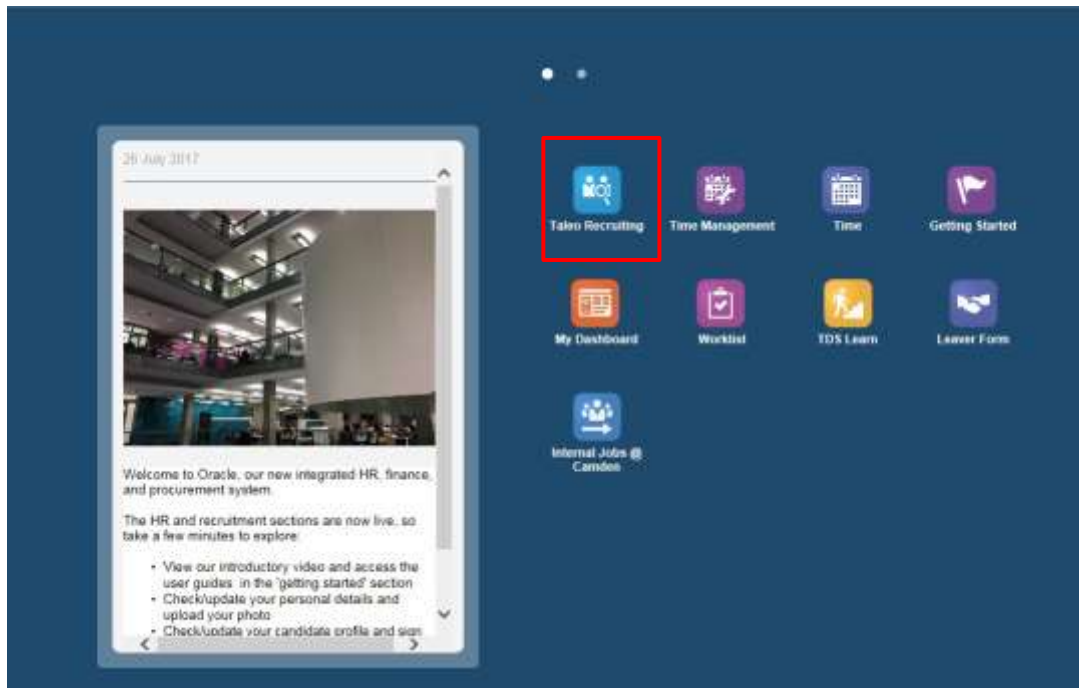 26 July 2017
Welcome to Oracle, our new integrated HR, finance,
and procurement system.
The HR and recruitment sections are now live, so
take a few minutes to explore:
• View our introductory video and access the
user guides in the 'getting started' section
• Check/update your personal details and
upload your photo
• Check/update your candidate profile and sign
Taleo Recruiting
Time Management
Time
Getting Started
My Dashboard
Worklist
TDS Learn
Leaver Form
Internal Jobs @
Camden